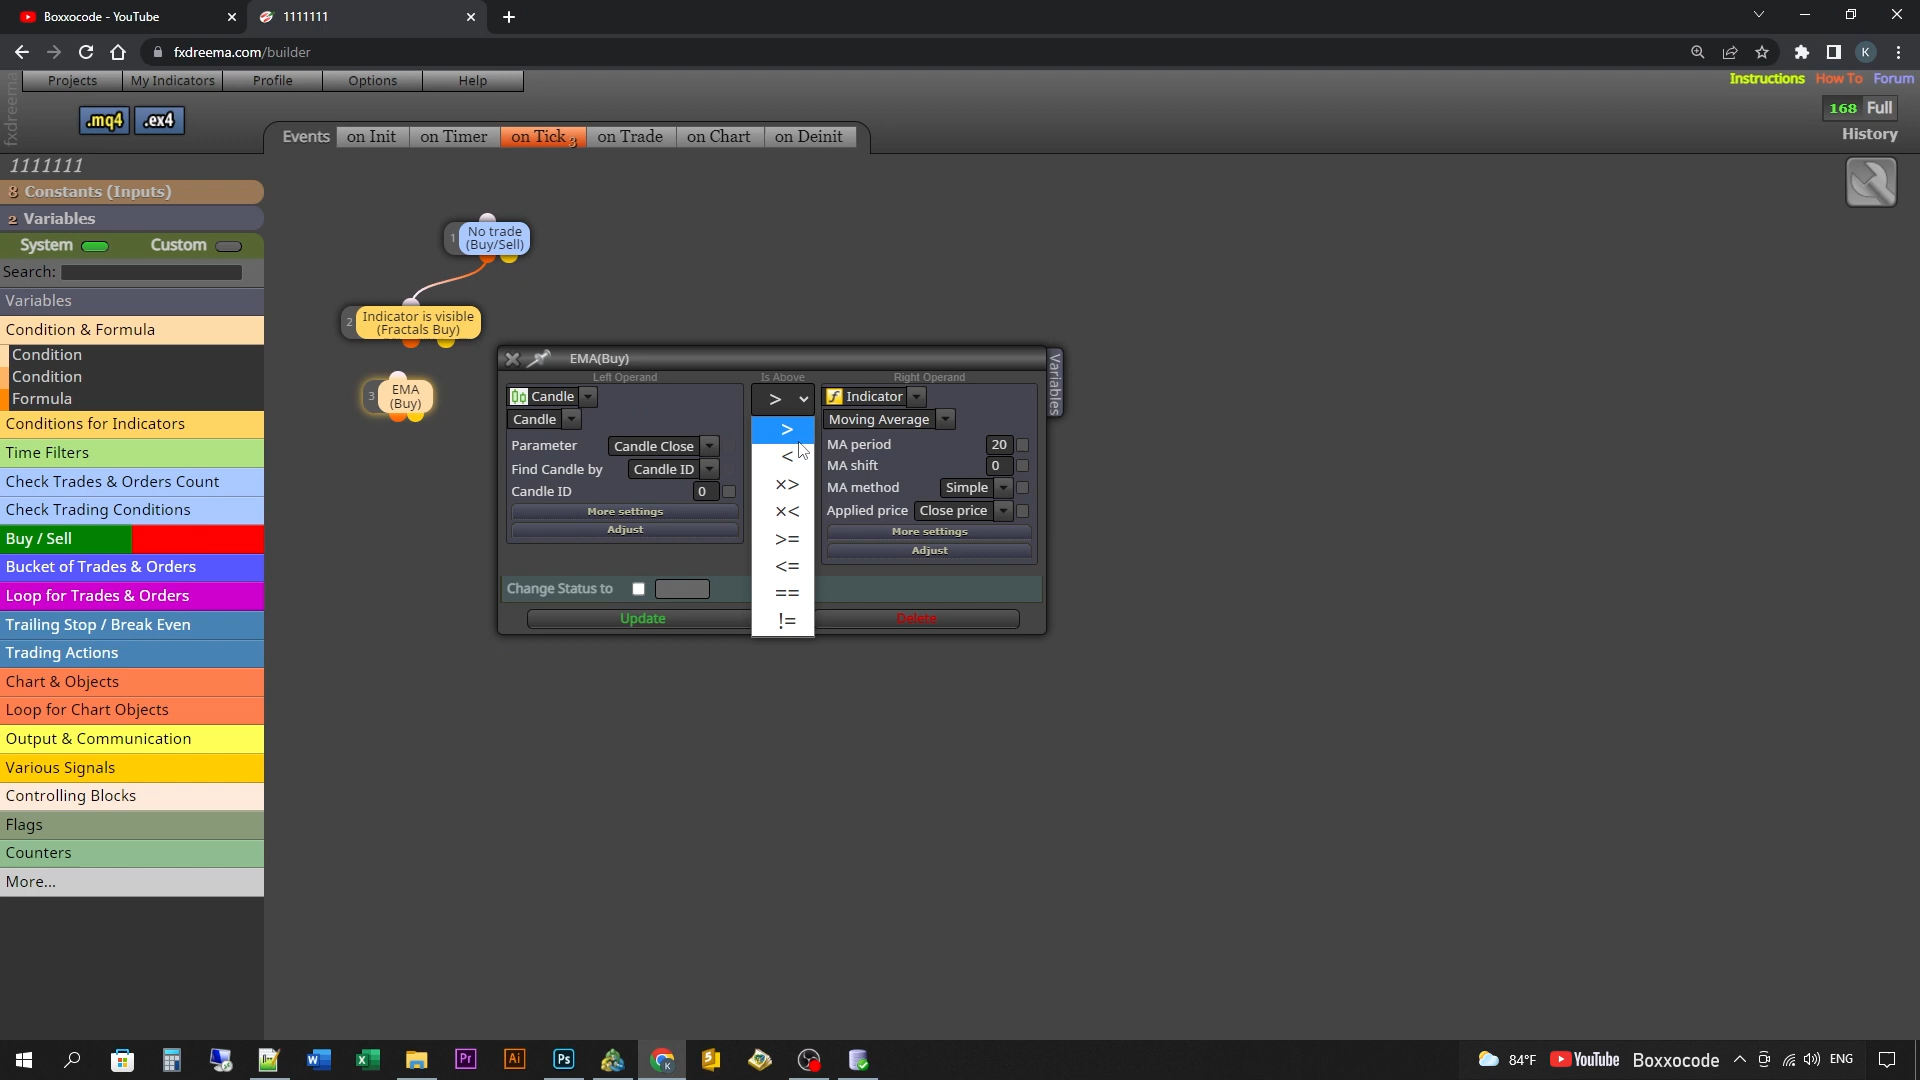 Boxxocode - YouTube
1111111
fxdreema.com/builder
K
Projects
My Indicators
Profile
Options
Help
Instructions How To Forum
fxdreema
.mq4 .ex4
168 Full
History
Events on Init on Timer on Tick 3 on Trade on Chart on Deinit
1111111
8 Constants (Inputs)
2 Variables
System Custom
Search:
Variables
Condition & Formula
Condition
Condition
Formula
Conditions for Indicators
Time Filters
Check Trades & Orders Count
Check Trading Conditions
Buy / Sell
Bucket of Trades & Orders
Loop for Trades & Orders
Trailing Stop / Break Even
Trading Actions
Chart & Objects
Loop for Chart Objects
Output & Communication
Various Signals
Controlling Blocks
Flags
Counters
More...
1 No trade
(Buy/Sell)
2 Indicator is visible
(Fractals Buy)
3 EMA
(Buy)
EMA(Buy)
Left Operand Is Above Right Operand
Candle
Candle
Parameter Candle Close
Find Candle by Candle ID
Candle ID 0
More settings
Adjust
>
>
<
×>
×<
>=
<=
==
!=
Indicator
Moving Average
MA period 20
MA shift 0
MA method Simple
Applied price Close price
More settings
Adjust
Variables
Change Status to
Update
Delete
84°F
YouTube Boxxocode
ENG